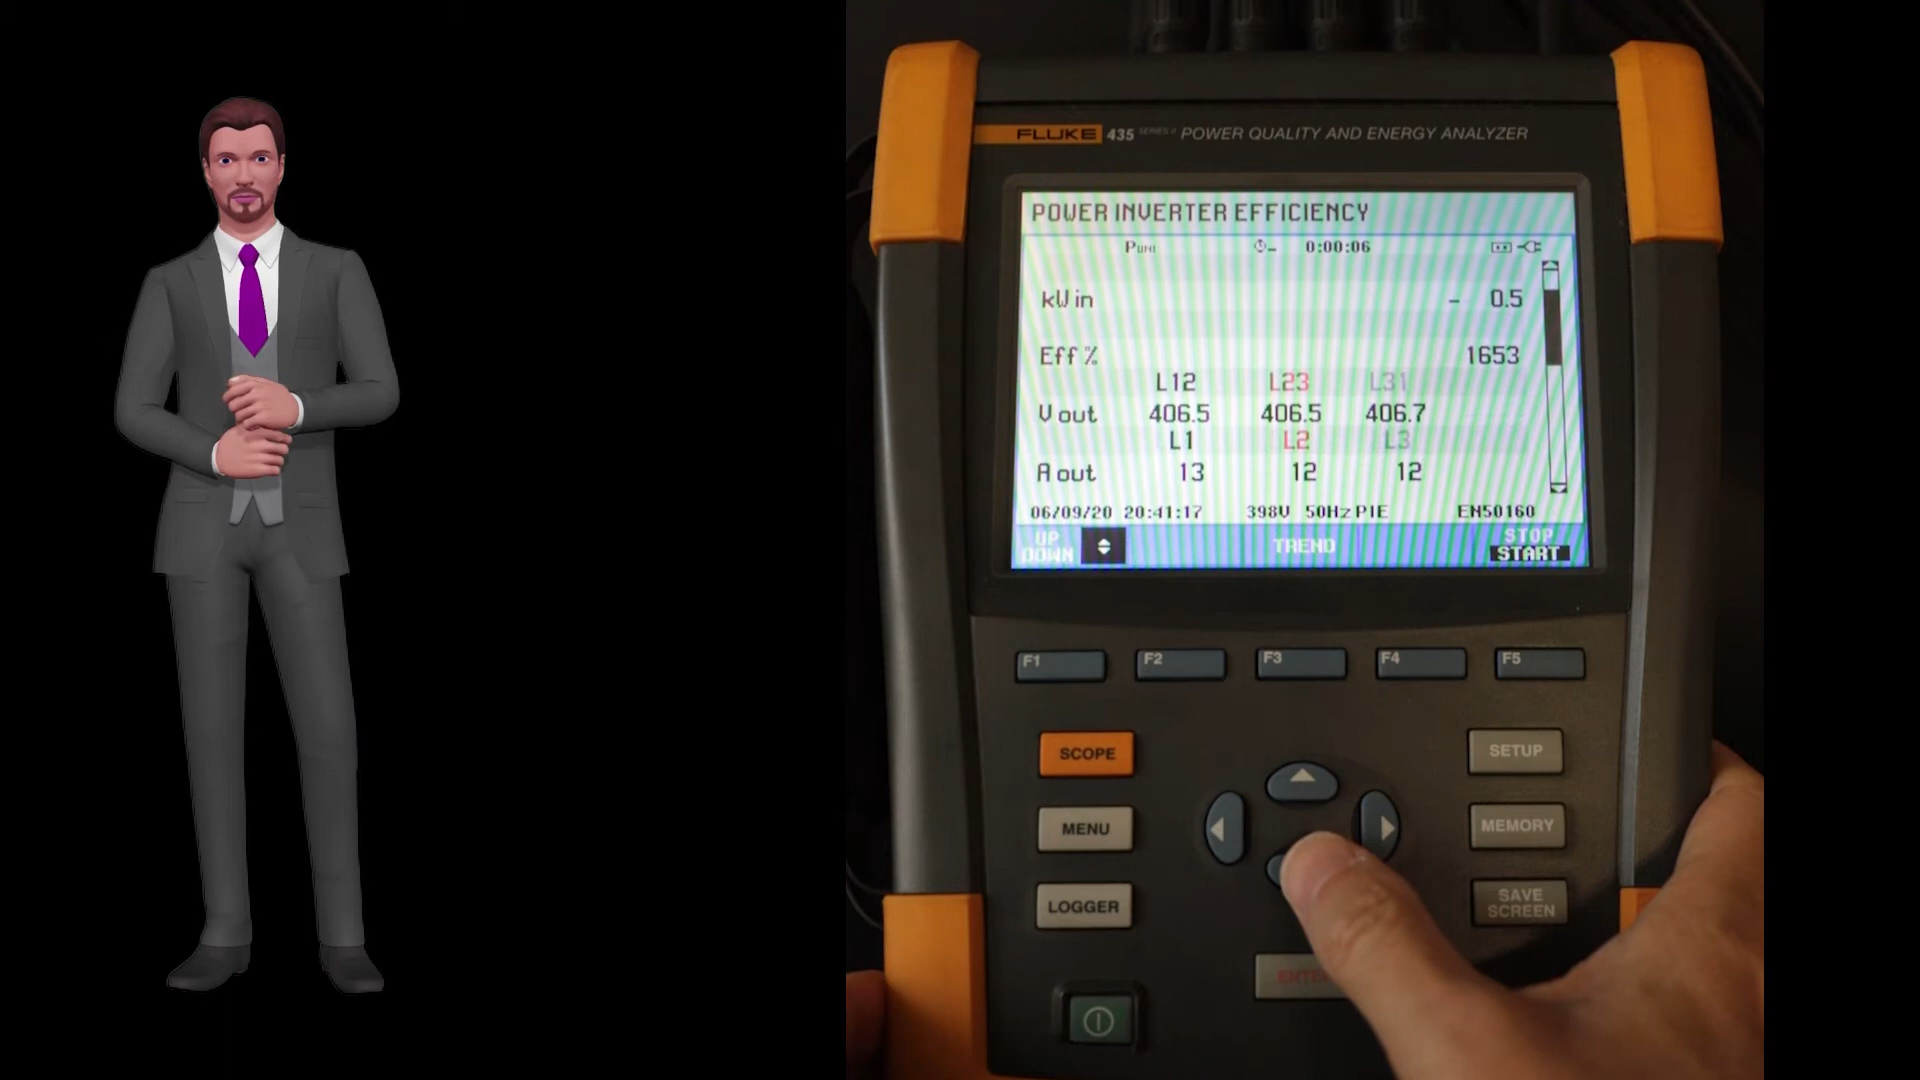 FLUKE 435 SERIES II POWER QUALITY AND ENERGY ANALYZER
POWER INVERTER EFFICIENCY
PUNI 0:00:06
kW in - 0.5
Eff % 1653
L12 L23 L31
V out 406.5 406.5 406.7
L1 L2 L3
A out 13 12 12
06/09/20 20:41:17 398V 50Hz PIE EN50160
UP
DOWN
TREND
STOP
START
F1 F2 F3 F4 F5
SCOPE
SETUP
MENU
MEMORY
LOGGER
SAVE
SCREEN